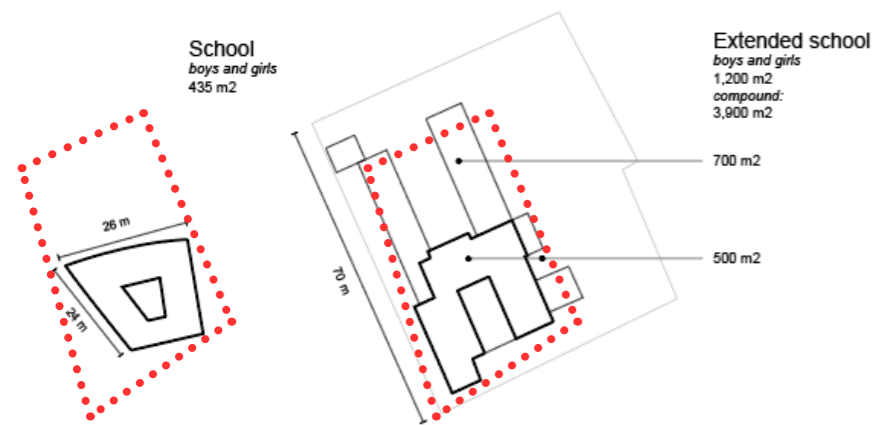 School
boys and girls
435 m2
26 m
24 m
Extended school
boys and girls
1,200 m2
compound:
3,900 m2
700 m2
500 m2
70 m